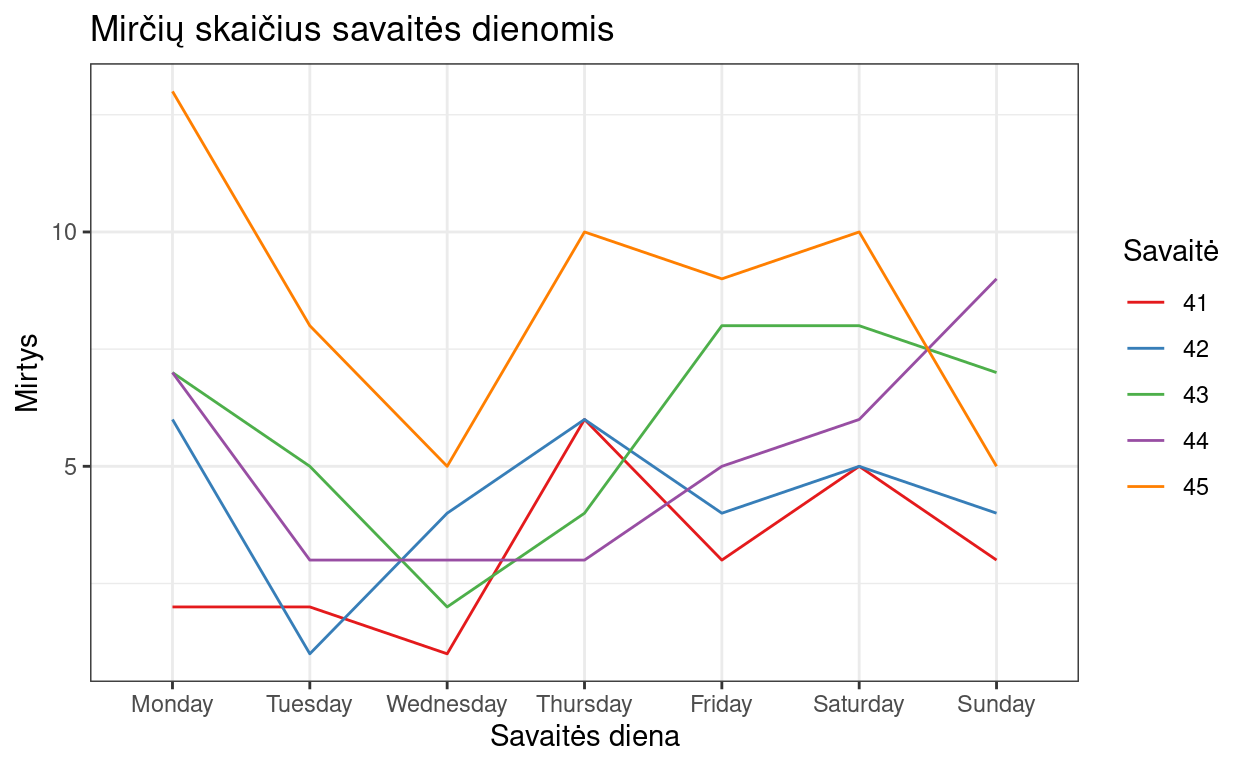 Mirčių skaičius savaitės dienomis
Mirtys
10
5
Monday Tuesday Wednesday Thursday Friday Saturday Sunday
Savaitės diena
Savaitė
41
42
43
44
45